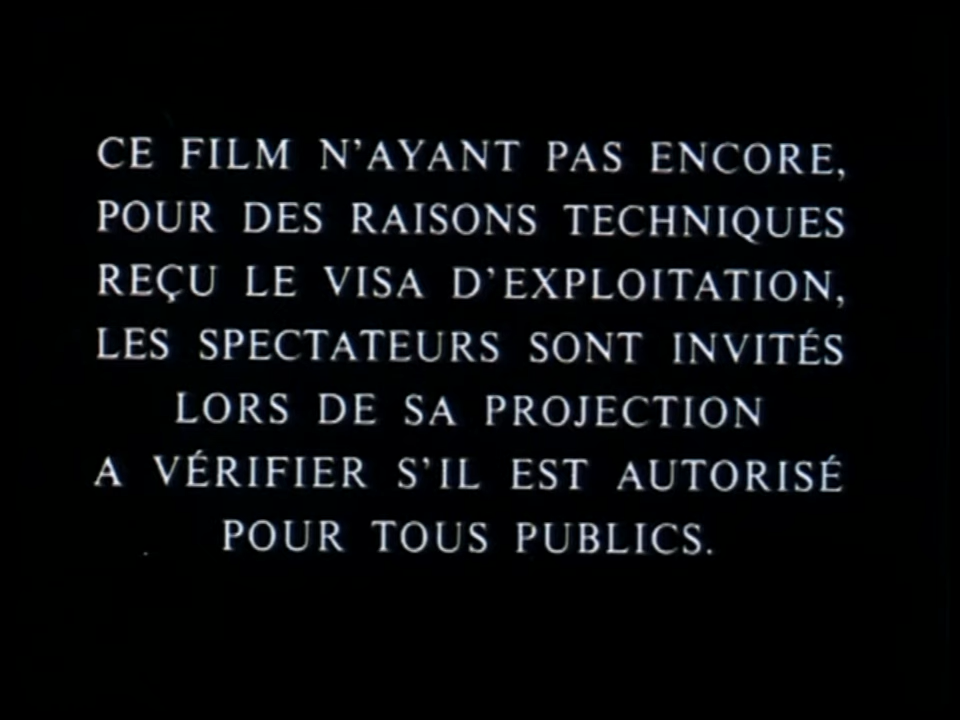 CE FILM N'AYANT PAS ENCORE,
POUR DES RAISONS TECHNIQUES
REÇU LE VISA D'EXPLOITATION,
LES SPECTATEURS SONT INVITÉS
LORS DE SA PROJECTION
A VÉRIFIER S'IL EST AUTORISÉ
POUR TOUS PUBLICS.